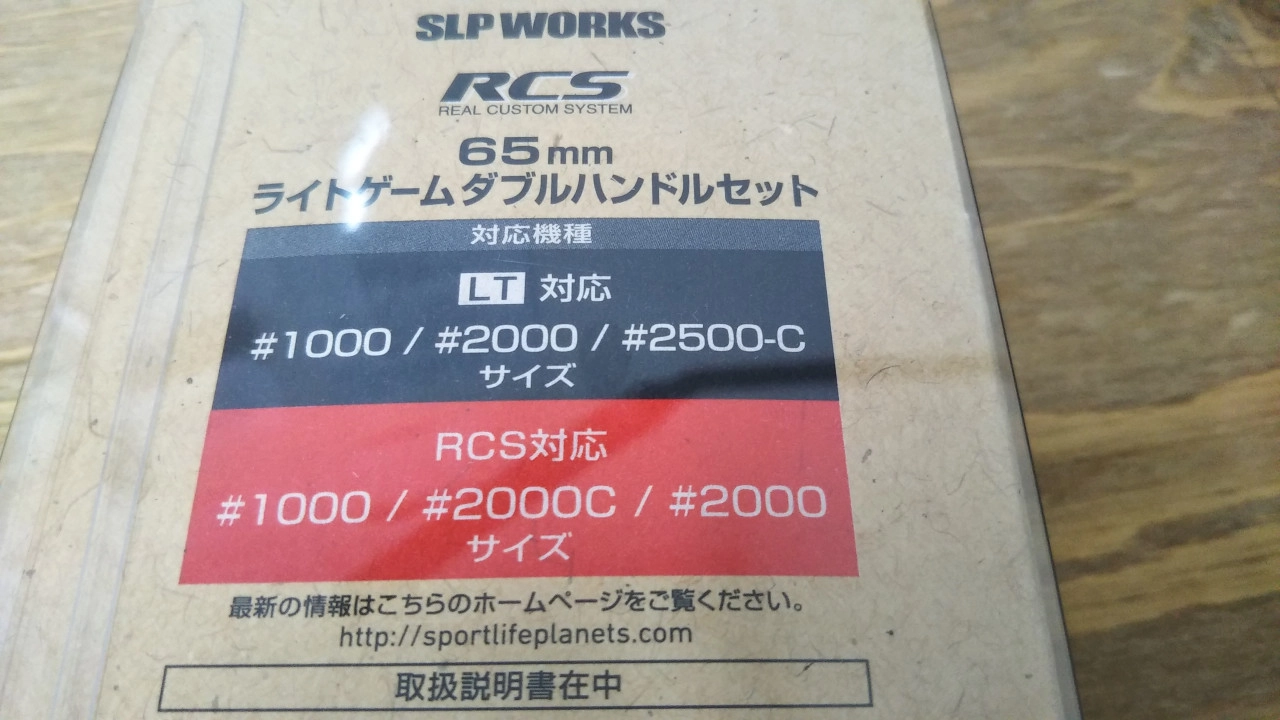 SLP WORKS
RCS
REAL CUSTOM SYSTEM
65mm
ライトゲームダブルハンドルセット
対応機種
LT 対応
#1000 / #2000 / #2500-C
サイズ
RCS対応
#1000 / #2000C / #2000
サイズ
最新の情報はこちらのホームページをご覧ください。
http://sportlifeplanets.com
取扱説明書在中